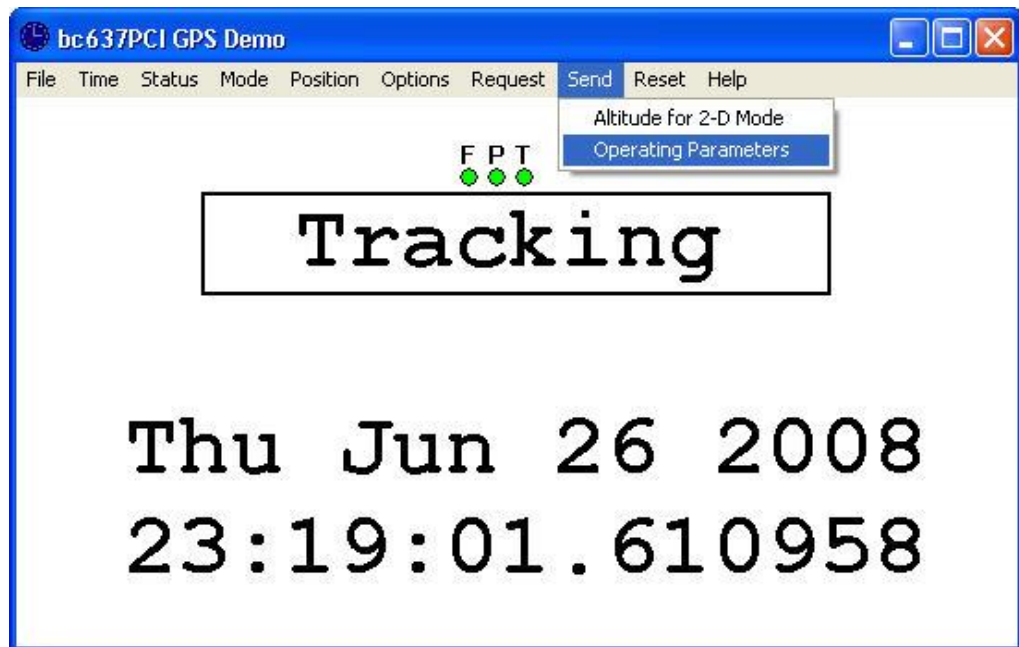 bc637PCI GPS Demo
File Time Status Mode Position Options Request Send Reset Help
Altitude for 2-D Mode
Operating Parameters
F P T
Tracking
Thu Jun 26 2008
23:19:01.610958